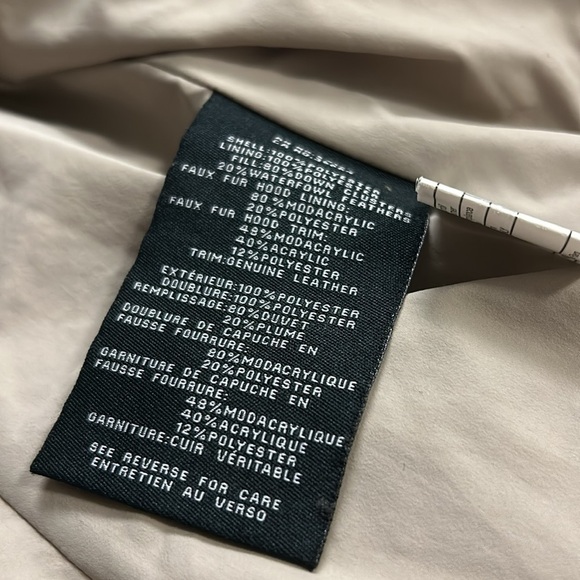 SHELL:100%POLYESTER
LINING:100%POLYESTER
FILL:80%DOWN CLUSTERS
20%WATERFOWL FEATHERS
FAUX FUR HOOD LINING:
80%MODACRYLIC
20%POLYESTER
FAUX FUR HOOD TRIM:
48%MODACRYLIC
40%ACRYLIC
12%POLYESTER
TRIM:GENUINE LEATHER
EXTÉRIEUR:100%POLYESTER
DOUBLURE:100%POLYESTER
REMPLISSAGE:80%DUVET
20%PLUME
DOUBLURE DE CAPUCHE EN
FAUSSE FOURRURE:
80%MODACRYLIQUE
20%POLYESTER
GARNITURE DE CAPUCHE EN
FAUSSE FOURRURE:
48%MODACRYLIQUE
40%ACRYLIQUE
12%POLYESTER
GARNITURE:CUIR VÉRITABLE
SEE REVERSE FOR CARE
ENTRETIEN AU VERSO